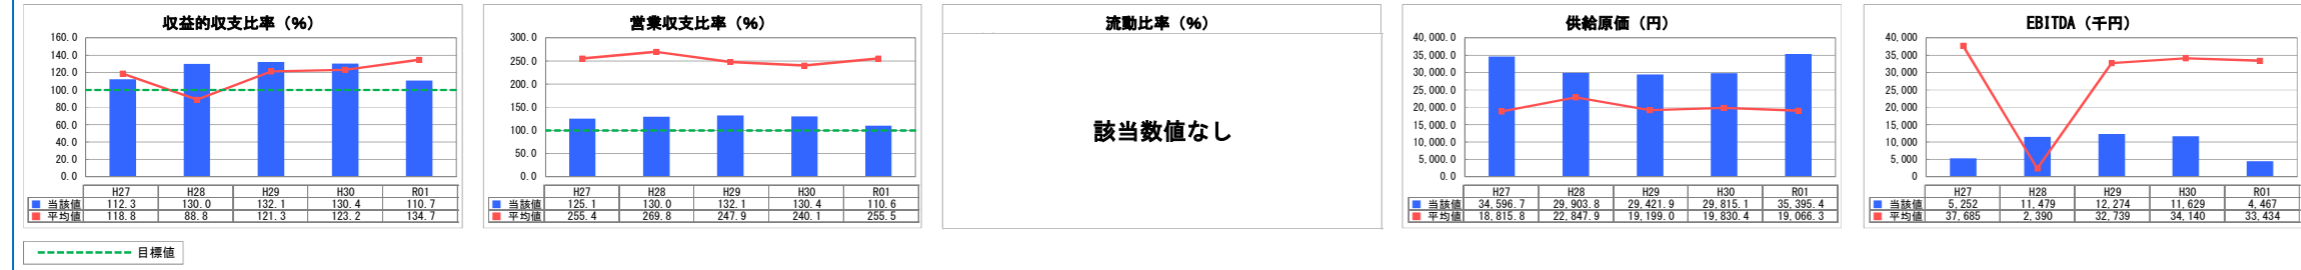 収益的収支比率（%）
160.0
140.0
120.0
100.0
80.0
60.0
40.0
20.0
0.0
H27 H28 H29 H30 R01
当該値 112.3 130.0 132.1 130.4 110.7
平均値 118.8 88.8 121.3 123.2 134.7
営業収支比率（%）
300.0
250.0
200.0
150.0
100.0
50.0
0.0
H27 H28 H29 H30 R01
当該値 125.1 130.0 132.1 130.4 110.6
平均値 255.4 269.8 247.9 240.1 255.5
流動比率（%）
該当数値なし
供給原価（円）
40,000.0
35,000.0
30,000.0
25,000.0
20,000.0
15,000.0
10,000.0
5,000.0
0.0
H27 H28 H29 H30 R01
当該値 34,596.7 29,903.8 29,421.9 29,815.1 35,395.4
平均値 18,815.8 22,847.9 19,199.0 19,830.4 19,066.3
EBITDA（千円）
40,000
35,000
30,000
25,000
20,000
15,000
10,000
5,000
0
H27 H28 H29 H30 R01
当該値 5,252 11,479 12,274 11,629 4,467
平均値 37,685 2,390 32,739 34,140 33,434
目標値